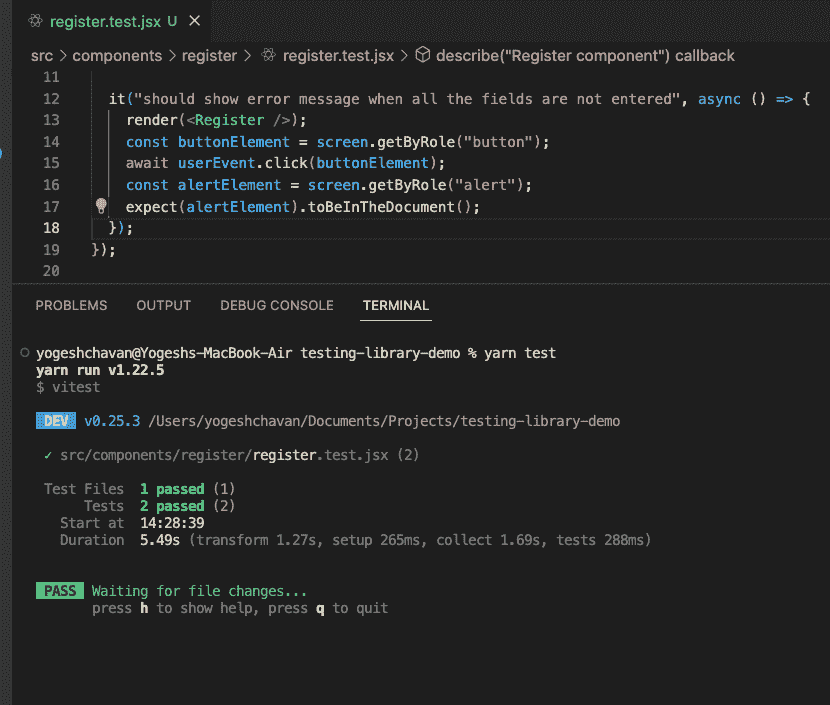 register.test.jsx U ×
src > components > register > register.test.jsx > describe("Register component") callback
11
12 it("should show error message when all the fields are not entered", async () => {
13 render(<Register />);
14 const buttonElement = screen.getByRole("button");
15 await userEvent.click(buttonElement);
16 const alertElement = screen.getByRole("alert");
17 expect(alertElement).toBeInTheDocument();
18 });
19 });
20
PROBLEMS OUTPUT DEBUG CONSOLE TERMINAL
yogeshchavan@Yogeshs-MacBook-Air testing-library-demo % yarn test
yarn run v1.22.5
$ vitest
DEV v0.25.3 /Users/yogeshchavan/Documents/Projects/testing-library-demo
✓ src/components/register/register.test.jsx (2)
Test Files 1 passed (1)
Tests 2 passed (2)
Start at 14:28:39
Duration 5.49s (transform 1.27s, setup 265ms, collect 1.69s, tests 288ms)
PASS Waiting for file changes...
press h to show help, press q to quit